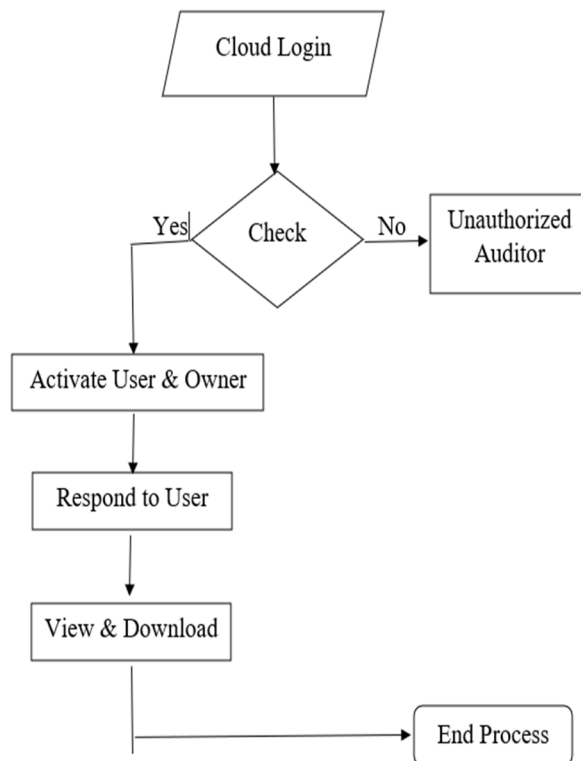 Cloud Login
Yes
Check
No
Unauthorized
Auditor
Activate User & Owner
Respond to User
View & Download
End Process